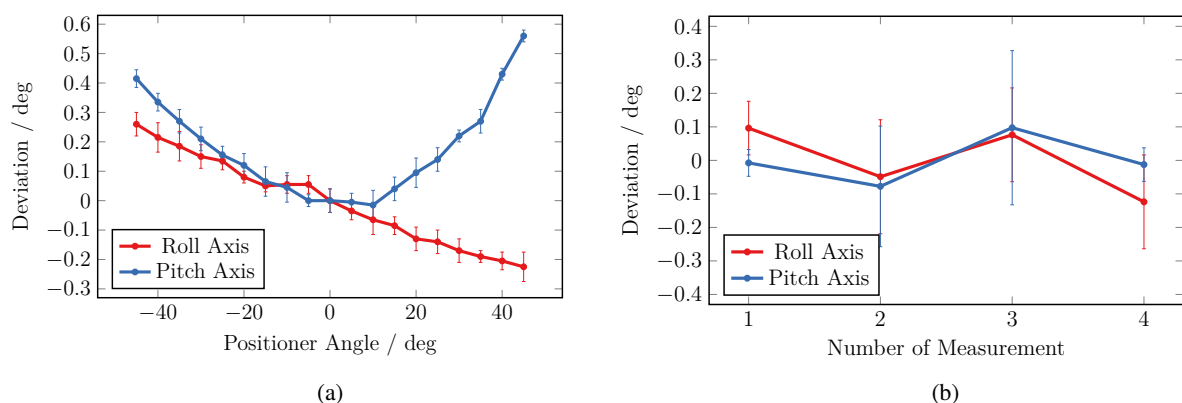 0.6
0.5
0.4
0.3
0.2
0.1
0
−0.1
−0.2
−0.3
Deviation / deg
Roll Axis
Pitch Axis
−40
−20
0
20
40
Positioner Angle / deg
(a)
0.4
0.3
0.2
0.1
0
−0.1
−0.2
−0.3
−0.4
Deviation / deg
Roll Axis
Pitch Axis
1
2
3
4
Number of Measurement
(b)